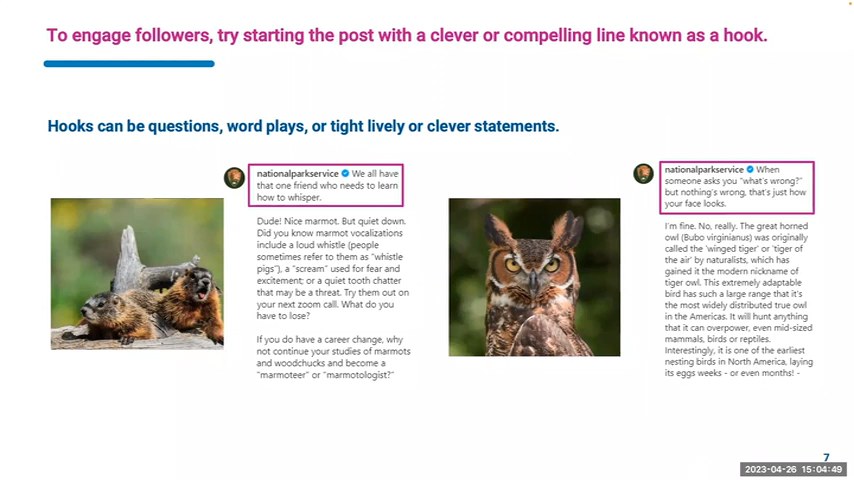 To engage followers, try starting the post with a clever or compelling line known as a hook.
Hooks can be questions, word plays, or tight lively or clever statements.
nationalparkservice We all have
that one friend who needs to learn
how to whisper.
Dude! Nice marmot. But quiet down.
Did you know marmot vocalizations
include a loud whistle (people
sometimes refer to them as “whistle
pigs”), a “scream” used for fear and
excitement; or a quiet tooth chatter
that may be a threat. Try them out on
your next zoom call. What do you
have to lose?
If you do have a career change, why
not continue your studies of marmots
and woodchucks and become a
“marmoteer” or “marmotologist?”
nationalparkservice When
someone asks you “what’s wrong?”
but nothing’s wrong, that’s just how
your face looks.
I’m fine. No, really. The great horned
owl (Bubo virginianus) was originally
called the ‘winged tiger’ or ‘tiger of
the air’ by naturalists, which has
gained it the modern nickname of
tiger owl. This extremely adaptable
bird has such a large range that it’s
the most widely distributed true owl
in the Americas. It will hunt anything
that it can overpower, even mid-sized
mammals, birds or reptiles.
Interestingly, it is one of the earliest
nesting birds in North America, laying
its eggs weeks - or even months! -
7
2023-04-26 15:04:49